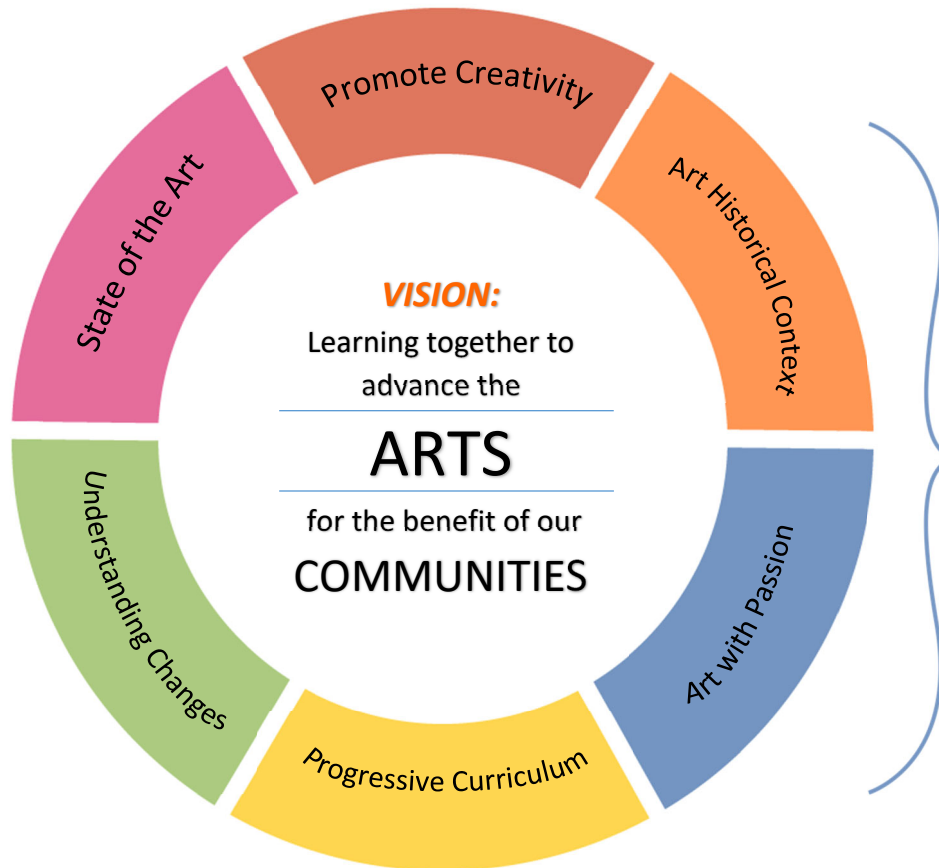 Promote Creativity
Art Historical Context
Art with Passion
Progressive Curriculum
Understanding Changes
State of the Art
VISION:
Learning together to
advance the
ARTS
for the benefit of our
COMMUNITIES